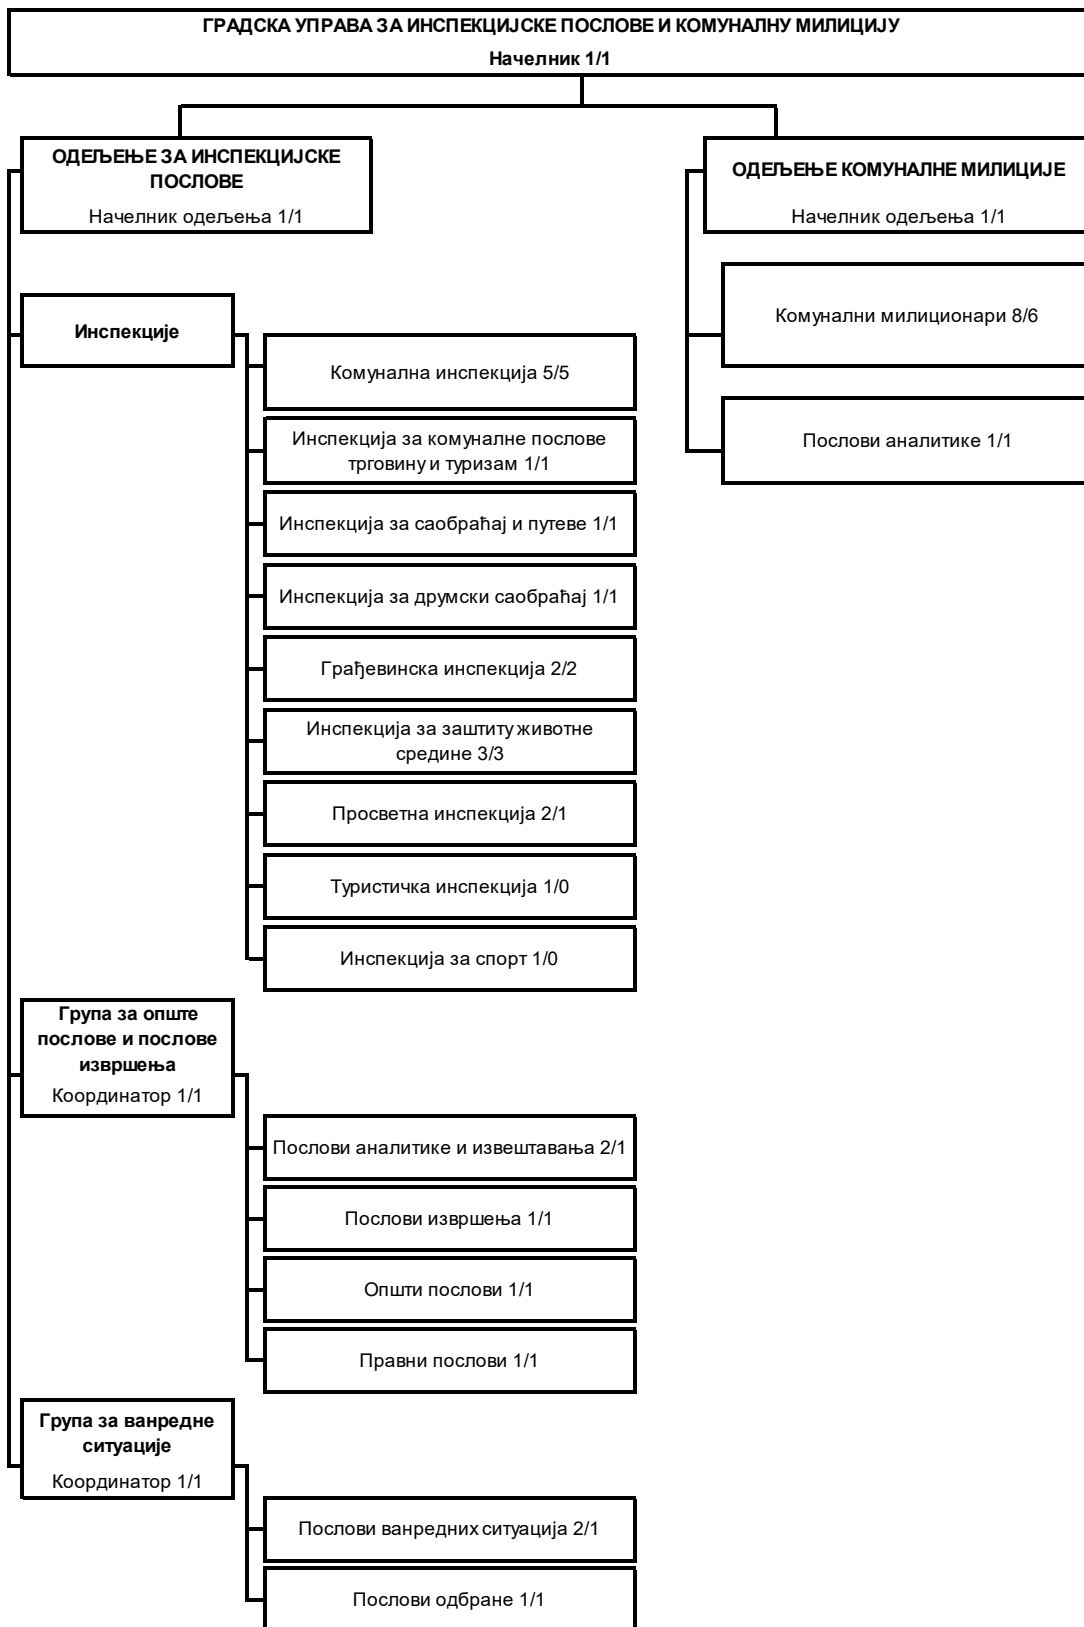 ГРАДСКА УПРАВА ЗА ИНСПЕКЦИЈСКЕ ПОСЛОВЕ И КОМУНАЛНУ МИЛИЦИЈУ
Начелник 1/1
ОДЕЉЕЊЕ ЗА ИНСПЕКЦИЈСКЕ
ПОСЛОВЕ
Начелник одељења 1/1
ОДЕЉЕЊЕ КОМУНАЛНЕ МИЛИЦИЈЕ
Начелник одељења 1/1
Комунални милиционари 8/6
Послови аналитике 1/1
Инспекције
Комунална инспекција 5/5
Инспекција за комуналне послове
трговину и туризам 1/1
Инспекција за саобраћај и путеве 1/1
Инспекција за друмски саобраћај 1/1
Грађевинска инспекција 2/2
Инспекција за заштиту животне
средине 3/3
Просветна инспекција 2/1
Туристичка инспекција 1/0
Инспекција за спорт 1/0
Група за опште
послове и послове
извршења
Координатор 1/1
Послови аналитике и извештавања 2/1
Послови извршења 1/1
Општи послови 1/1
Правни послови 1/1
Група за ванредне
ситуације
Координатор 1/1
Послови ванредних ситуација 2/1
Послови одбране 1/1